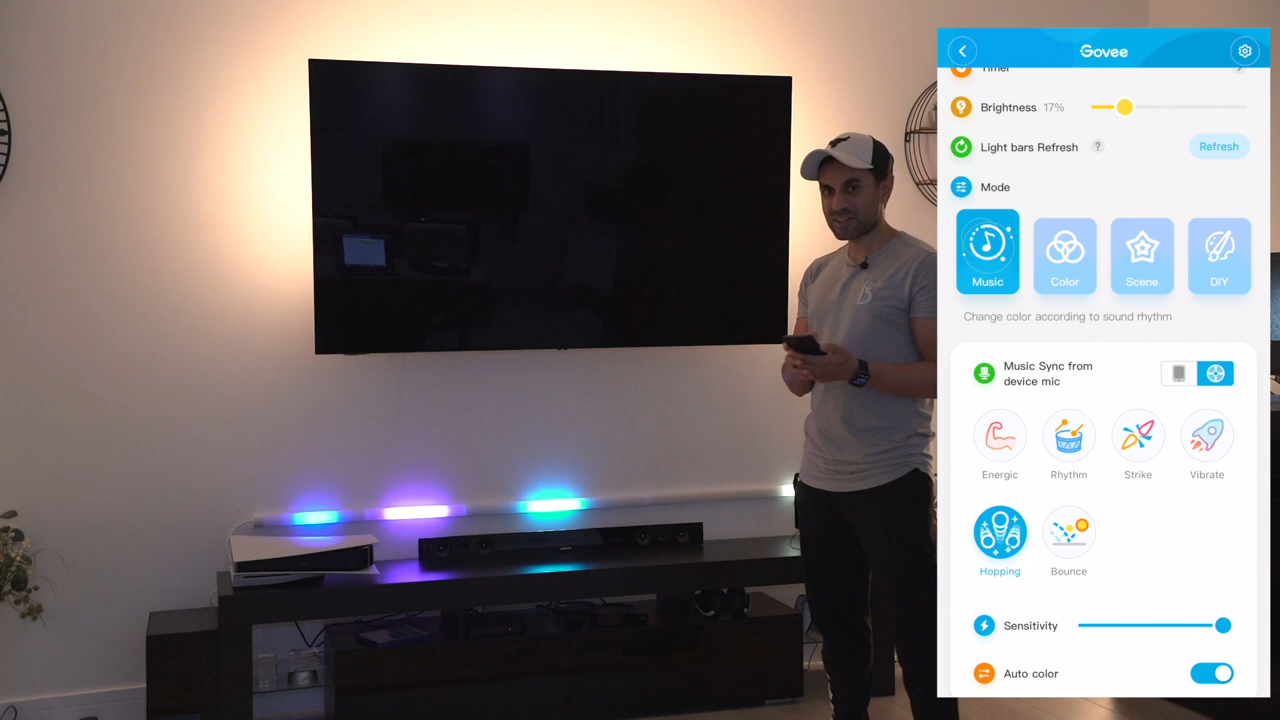 Govee
Timer
Brightness 17%
Light bars Refresh ? Refresh
Mode
Music Color Scene DIY
Change color according to sound rhythm
Music Sync from
device mic
Energic Rhythm Strike Vibrate
Hopping Bounce
Sensitivity
Auto color